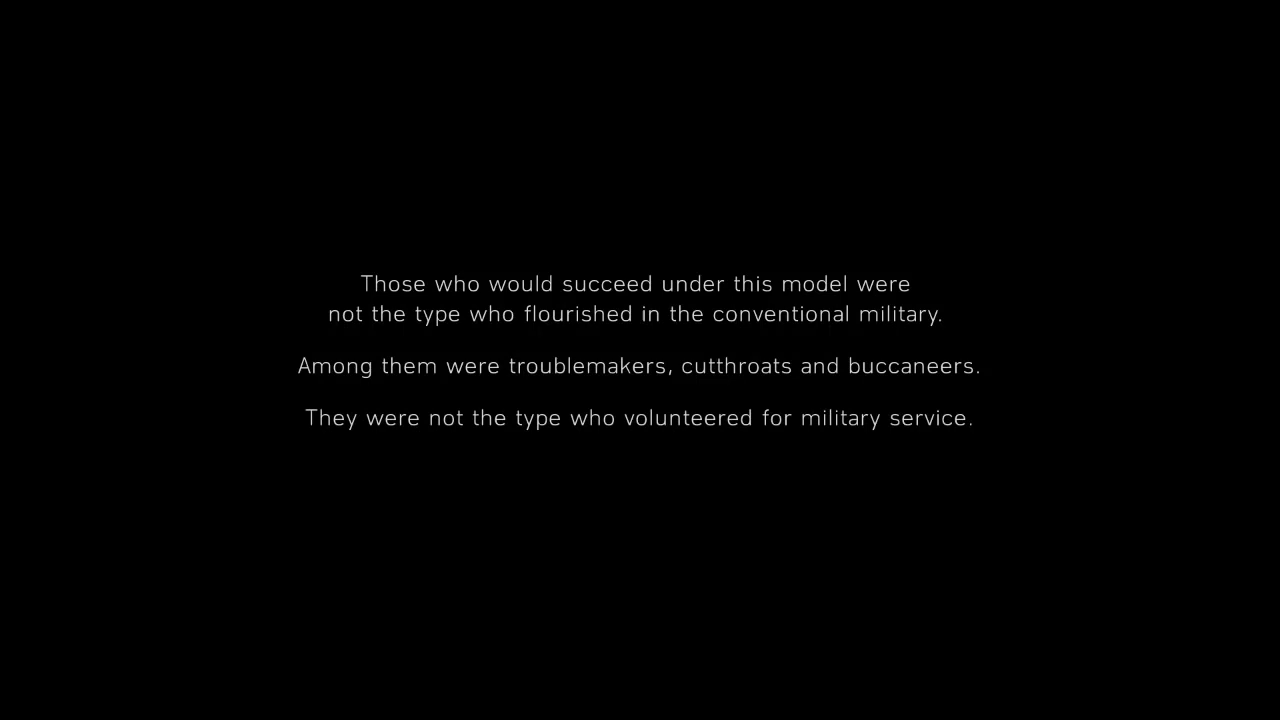 Those who would succeed under this model were
not the type who flourished in the conventional military.
Among them were troublemakers, cutthroats and buccaneers.
They were not the type who volunteered for military service.